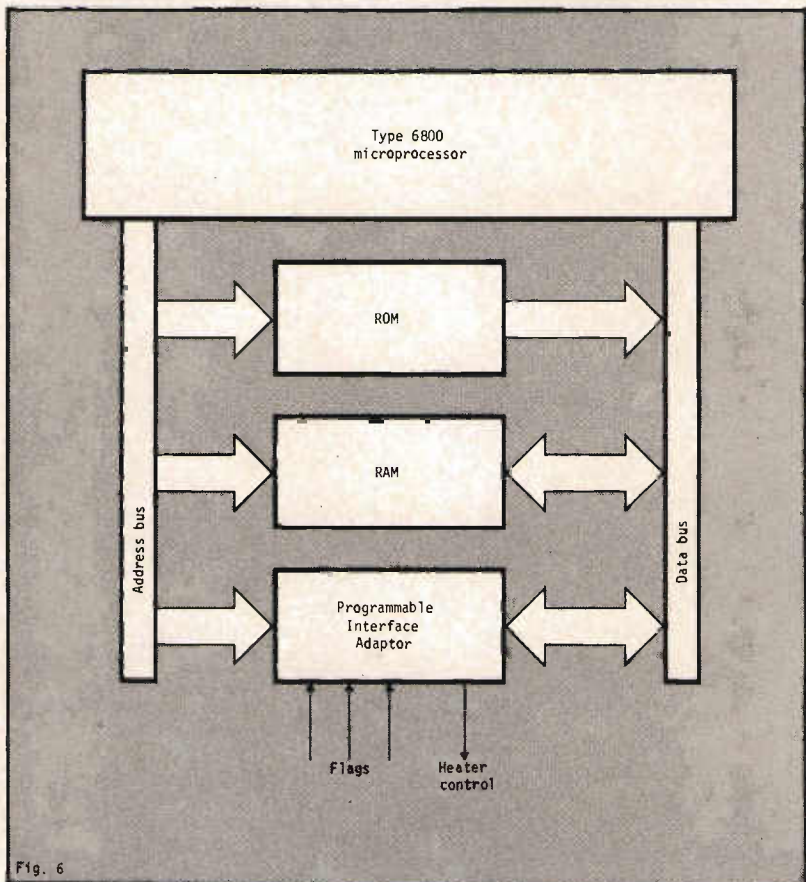 Type 6800
microprocessor
ROM
RAM
Address bus
Data bus
Programmable
Interface
Adaptor
Flags
Heater
control
Fig. 6